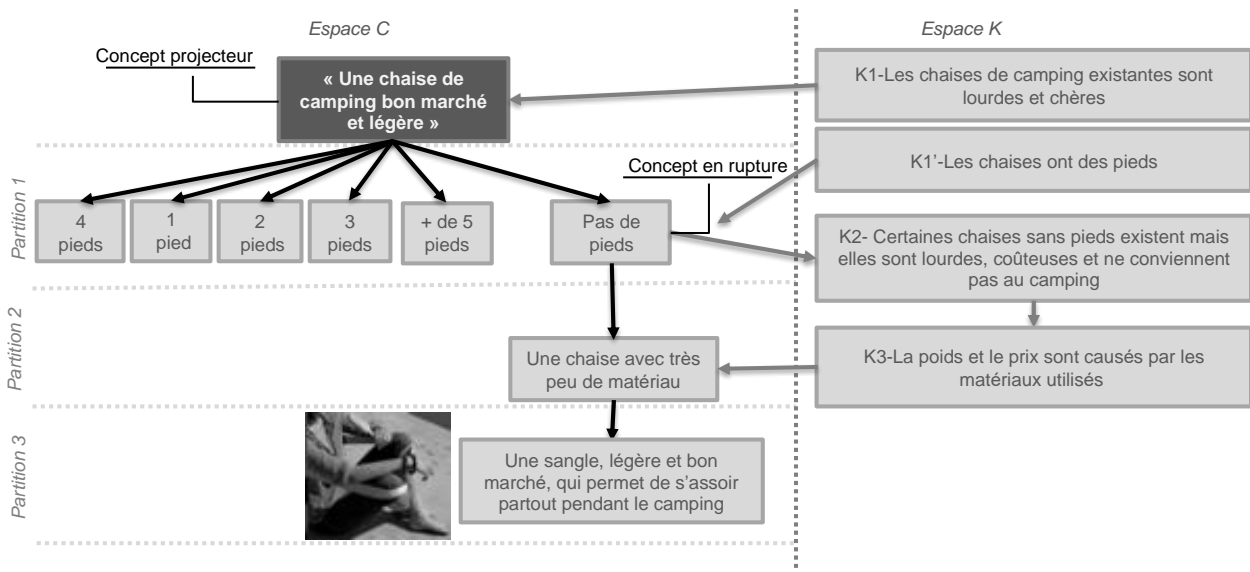 Espace C
Espace K
Concept projecteur
« Une chaise de
camping bon marché
et légère »
K1-Les chaises de camping existantes sont
lourdes et chères
Partition 1
Concept en rupture
K1'-Les chaises ont des pieds
4
pieds
1
pied
2
pieds
3
pieds
+ de 5
pieds
Pas de
pieds
K2- Certaines chaises sans pieds existent mais
elles sont lourdes, coûteuses et ne conviennent
pas au camping
Partition 2
Une chaise avec très
peu de matériau
K3-La poids et le prix sont causés par les
matériaux utilisés
Partition 3
Une sangle, légère et bon
marché, qui permet de s'assoir
partout pendant le camping